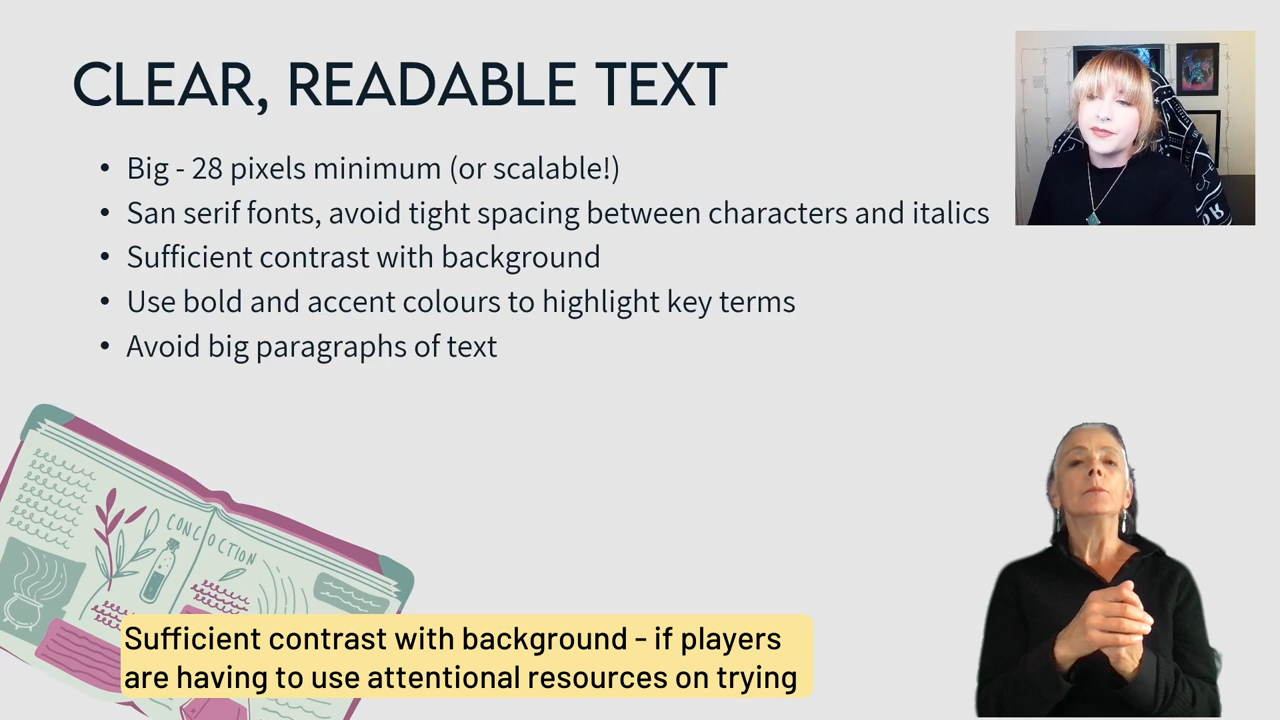 CLEAR, READABLE TEXT
• Big - 28 pixels minimum (or scalable!)
• San serif fonts, avoid tight spacing between characters and italics
• Sufficient contrast with background
• Use bold and accent colours to highlight key terms
• Avoid big paragraphs of text
CONCOCTION
Sufficient contrast with background - if players
are having to use attentional resources on trying